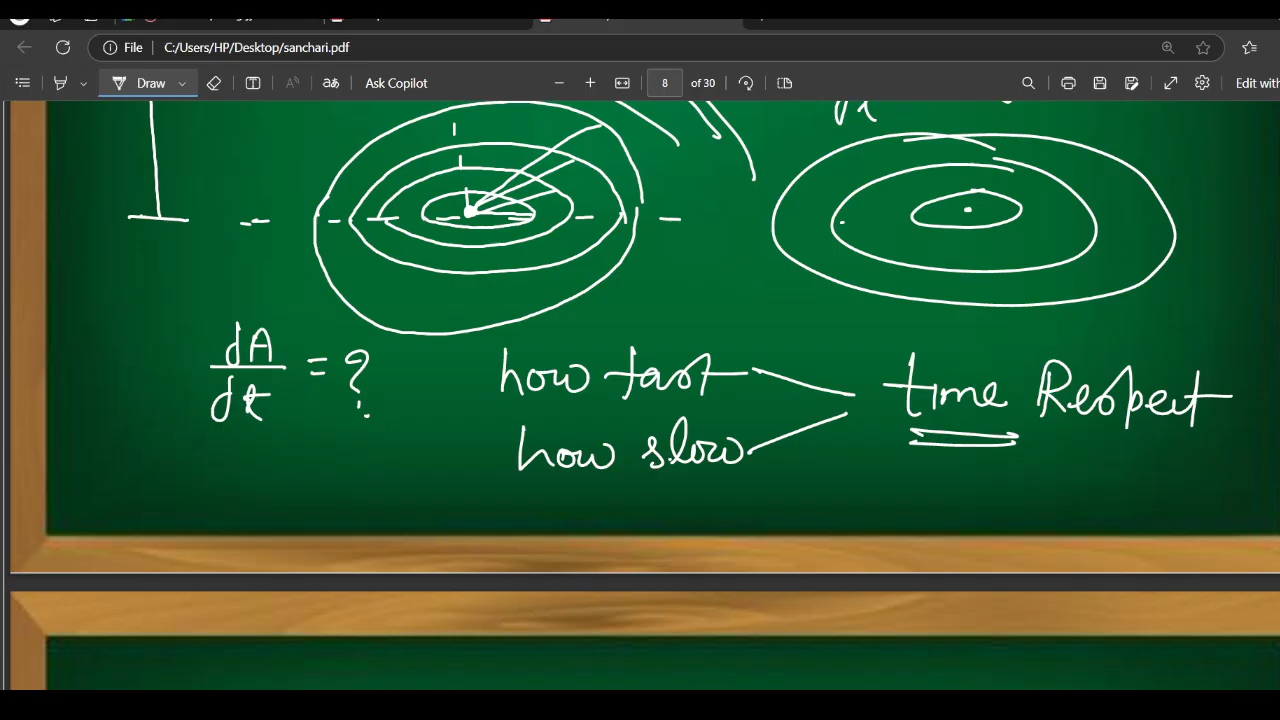 File | C:/Users/HP/Desktop/sanchari.pdf
Draw Ask Copilot 8 of 30 Edit with
dA/dt = ?
how fast
how slow
time Respect